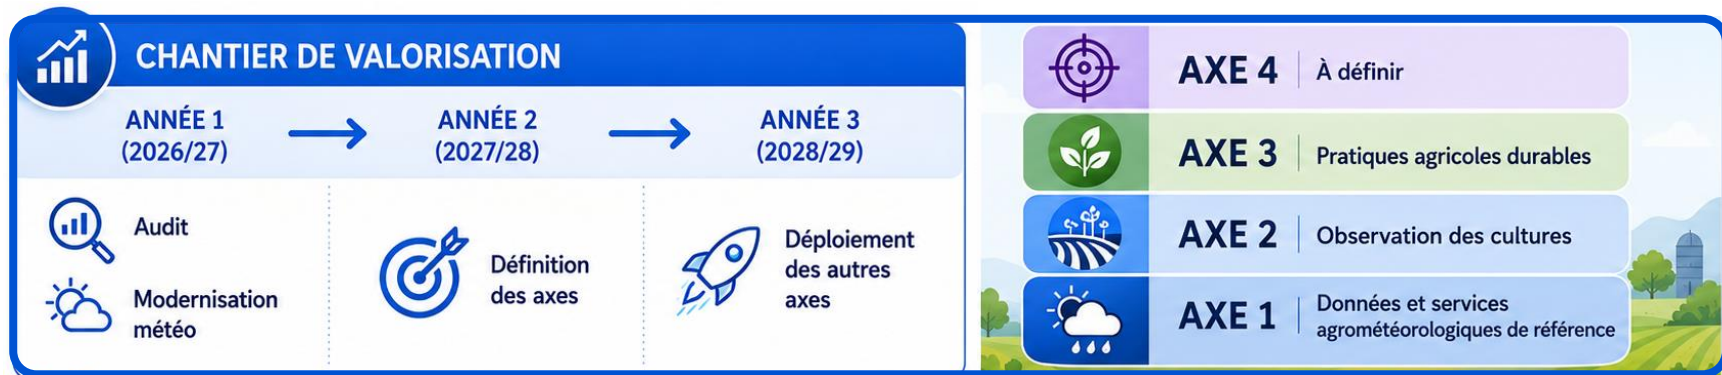 CHANTIER DE VALORISATION
ANNÉE 1
(2026/27)
ANNÉE 2
(2027/28)
ANNÉE 3
(2028/29)
Audit
Modernisation
météo
Définition
des axes
Déploiement
des autres
axes
AXE 4
À définir
AXE 3
Pratiques agricoles durables
AXE 2
Observation des cultures
AXE 1
Données et services
agrométéorologiques de référence